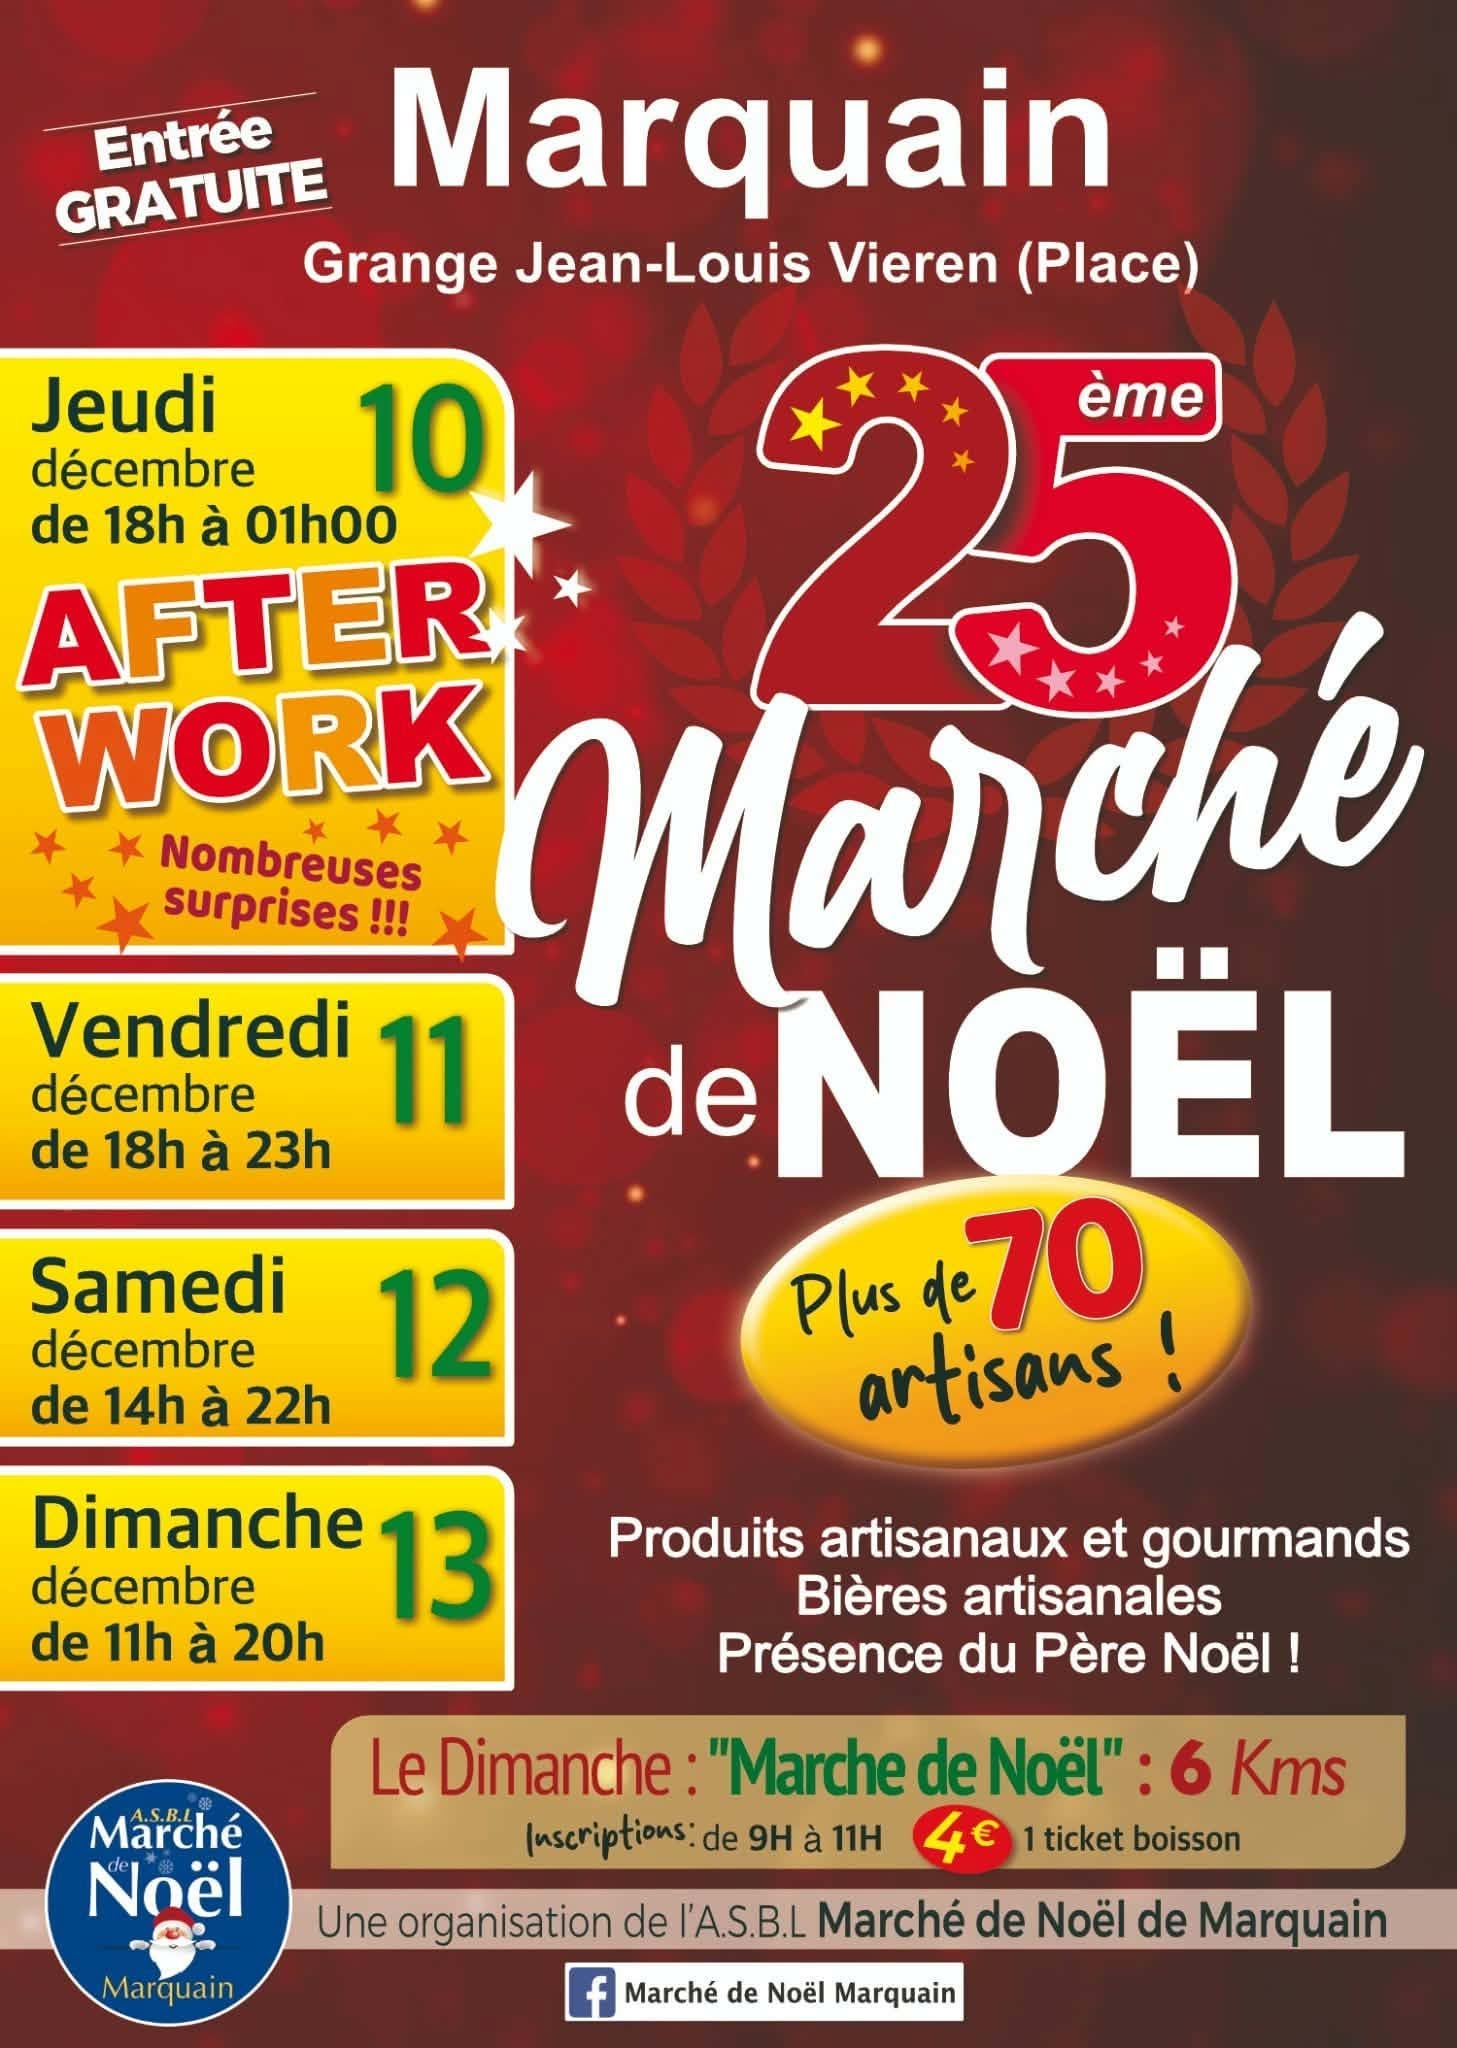 Entrée
GRATUITE
Marquain
Grange Jean-Louis Vieren (Place)
Jeudi 10
décembre
de 18h à 01h00
AFTER
WORK
Nombreuses
surprises !!!
Vendredi 11
décembre
de 18h à 23h
Samedi 12
décembre
de 14h à 22h
Dimanche 13
décembre
de 11h à 20h
25ème
Marché
de NOËL
Plus de 70
artisans !
Produits artisanaux et gourmands
Bières artisanales
Présence du Père Noël !
Le Dimanche : "Marche de Noël" : 6 Kms
Inscriptions: de 9H à 11H 4€ 1 ticket boisson
A.S.B.L
Marché
de
Noël
Marquain
Une organisation de l'A.S.B.L Marché de Noël de Marquain
f Marché de Noël Marquain